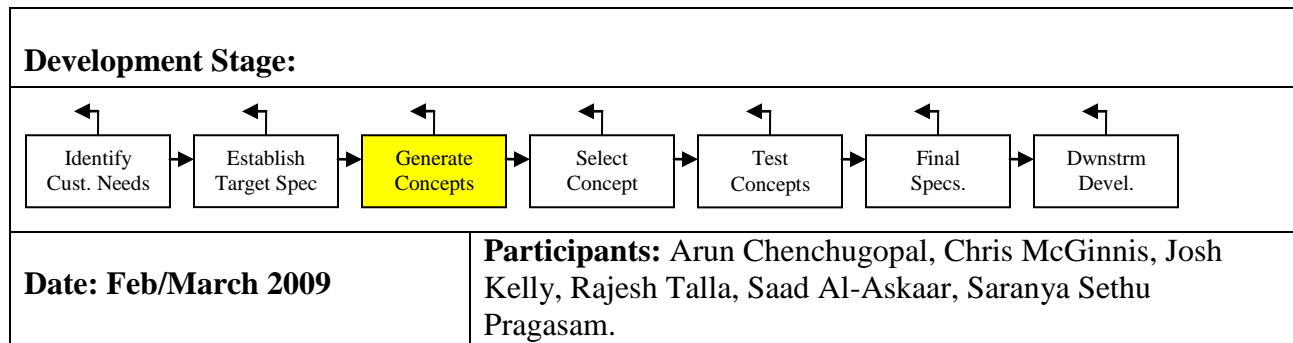 Development Stage:
Identify
Cust. Needs
Establish
Target Spec
Generate
Concepts
Select
Concept
Test
Concepts
Final
Specs.
Dwnstrm
Devel.
Date: Feb/March 2009
Participants: Arun Chenchugopal, Chris McGinnis, Josh
Kelly, Rajesh Talla, Saad Al-Askaar, Saranya Sethu
Pragasam.